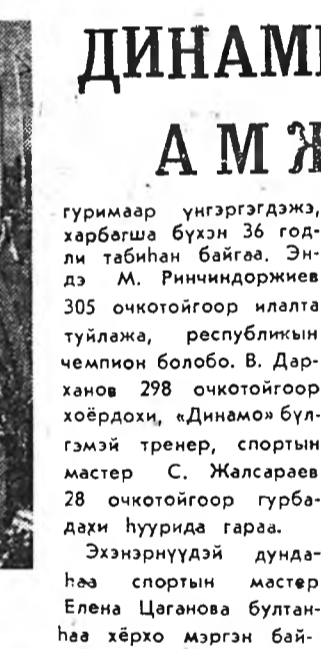 ДИНАМ
А М Ж
гуримаар үнгэргэгдэжэ,
харбагша бүхэн 36 год-
ли табиһан байгаа. Эн-
дэ М. Ринчиндоржиев
305 очкотойгоор илалта
туйлажа, республикын
чемпион болобо. В. Дар-
ханов 298 очкотойгоор
хоёрдохи, «Динамо» бүл-
гэмэй тренер, спортын
мастер С. Жалсараев
28 очкотойгоор гурба-
дахи һуурида гараа.
Эхэнэрнүүдэй дунда-
һаа спортын мастер
Елена Цаганова бултан-
һаа хёрхо мэргэн бай-